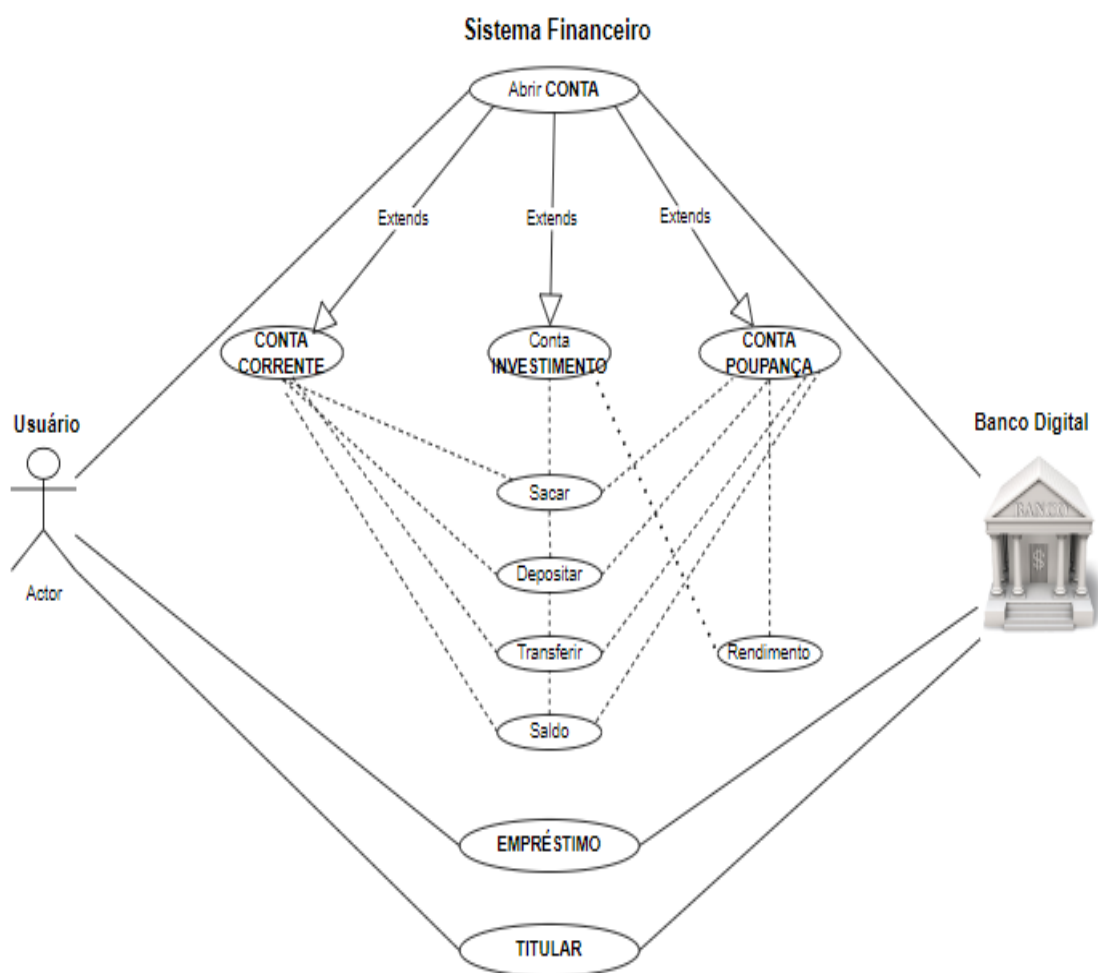 Sistema Financeiro
Abrir CONTA
Extends
Extends
Extends
CONTA
CORRENTE
Conta
INVESTIMENTO
CONTA
POUPANÇA
Usuário
Banco Digital
Sacar
BANCO
$
Depositar
Actor
Transferir
Rendimento
Saldo
EMPRÉSTIMO
TITULAR